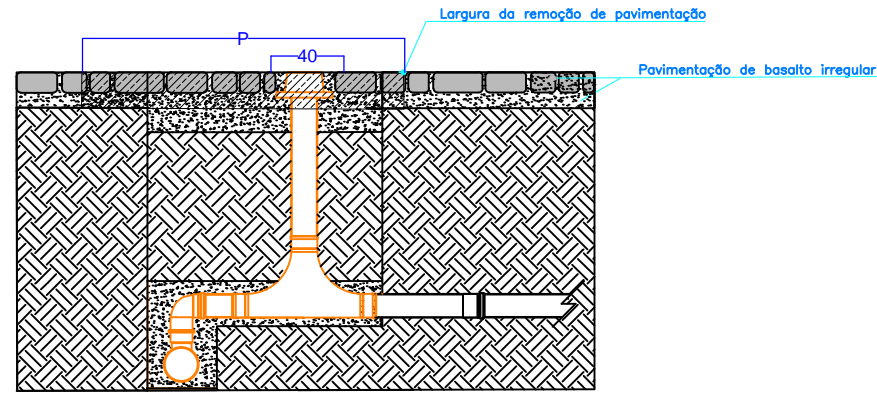 Largura da remoção de pavimentação
P
40
Pavimentação de basalto irregular